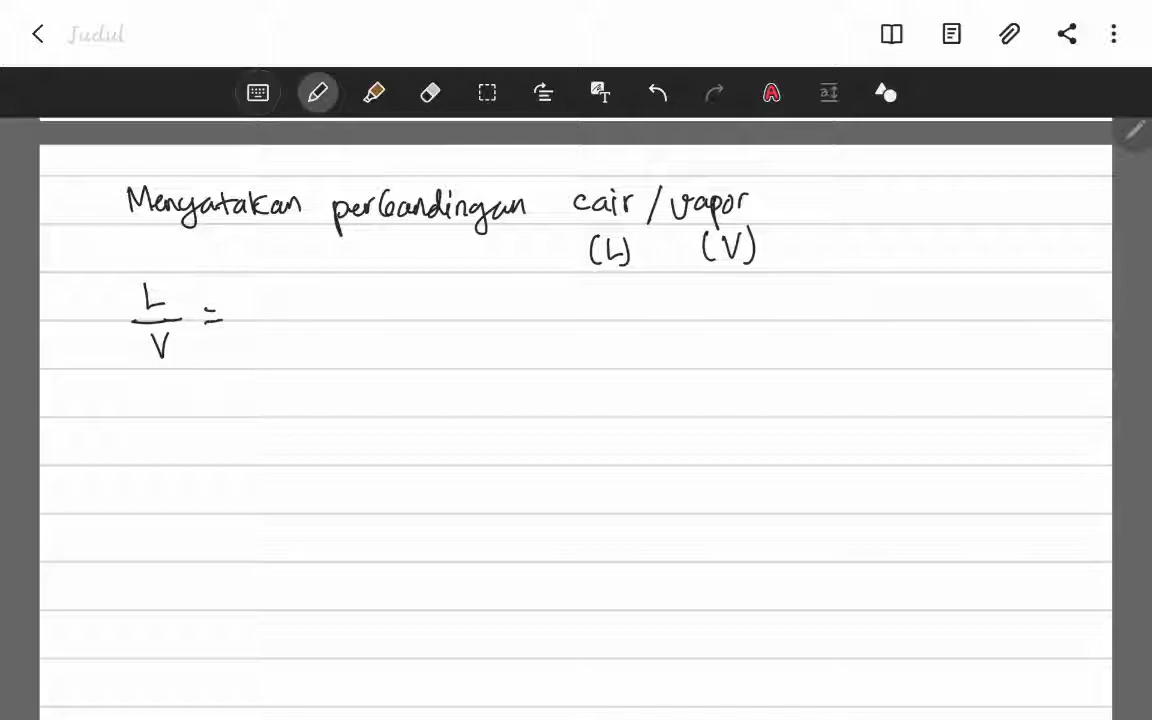 Judul
Menyatakan perbandingan cair / vapor
(L) (V)
L
V =